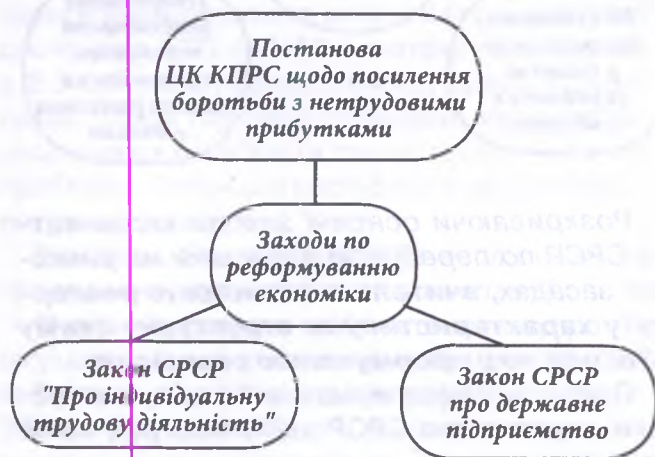 Постанова
ЦК КПРС щодо посилення
боротьби з нетрудовими
прибутками
Заходи по
реформуванню
економіки
Закон СРСР
"Про індивідуальну
трудову діяльність"
Закон СРСР
про державне
підприємство